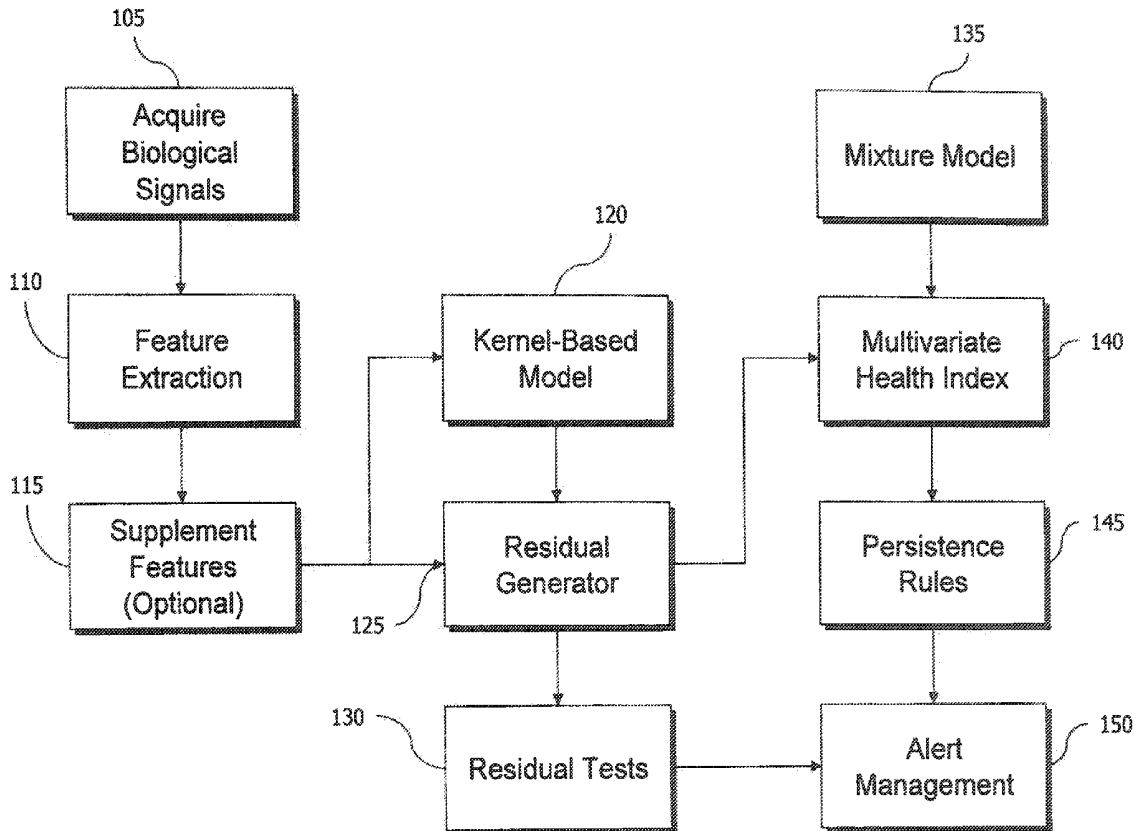 105
Acquire
Biological
Signals
135
Mixture Model
110
Feature
Extraction
120
Kernel-Based
Model
Multivariate
Health Index
140
115
Supplement
Features
(Optional)
125
Residual
Generator
Persistence
Rules
145
130
Residual Tests
Alert
Management
150